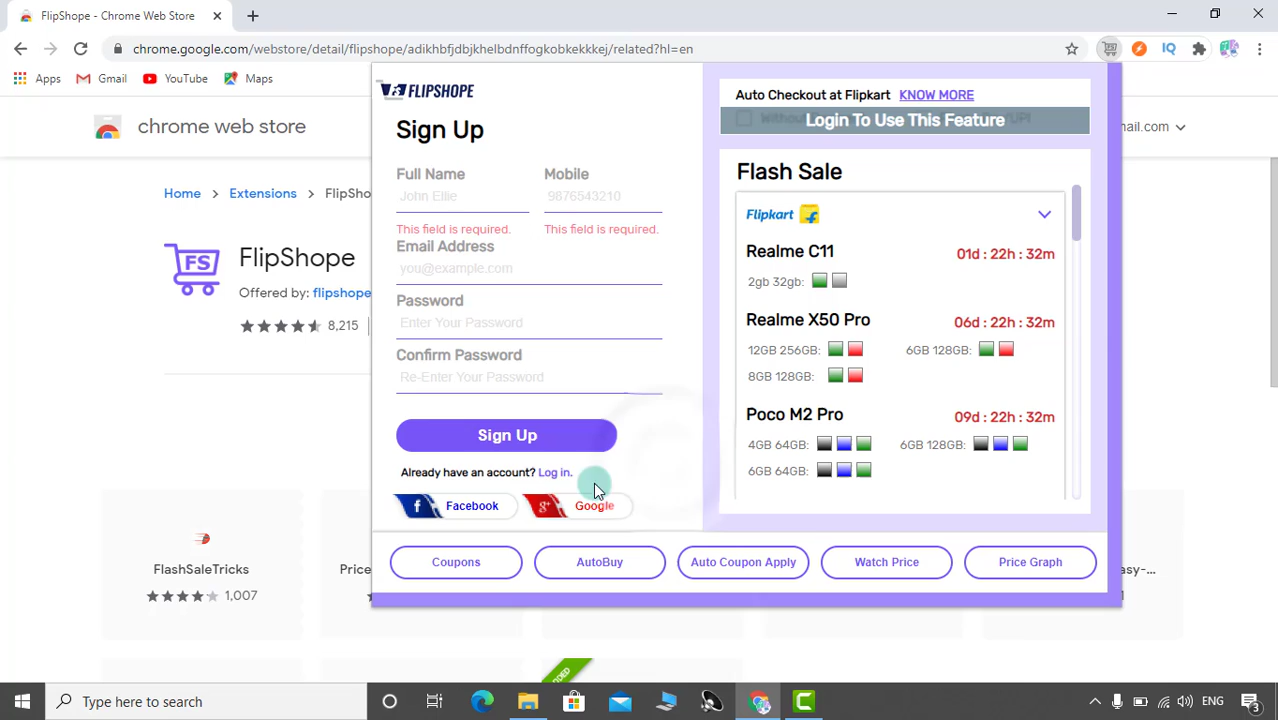 FlipShope - Chrome Web Store
chrome.google.com/webstore/detail/flipshope/adikhbfjdbjkhelbdnffogkobkekkkej/related?hl=en
Apps
Gmail
YouTube
Maps
chrome web store
mail.com
Home
Extensions
FlipSho
FS
FlipShope
Offered by: flipshope
8,215
FLIPSHOPE
Sign Up
Full Name
Mobile
John Ellie
9876543210
This field is required.
This field is required.
Email Address
you@example.com
Password
Enter Your Password
Confirm Password
Re-Enter Your Password
Sign Up
Already have an account? Log in.
Facebook
Google
Auto Checkout at Flipkart KNOW MORE
Login To Use This Feature
Flash Sale
Flipkart
Realme C11
01d : 22h : 32m
2gb 32gb:
Realme X50 Pro
06d : 22h : 32m
12GB 256GB:
6GB 128GB:
8GB 128GB:
Poco M2 Pro
09d : 22h : 32m
4GB 64GB:
6GB 128GB:
6GB 64GB:
Coupons
AutoBuy
Auto Coupon Apply
Watch Price
Price Graph
FlashSaleTricks
Price
asy-...
1,007
Type here to search
ENG
3